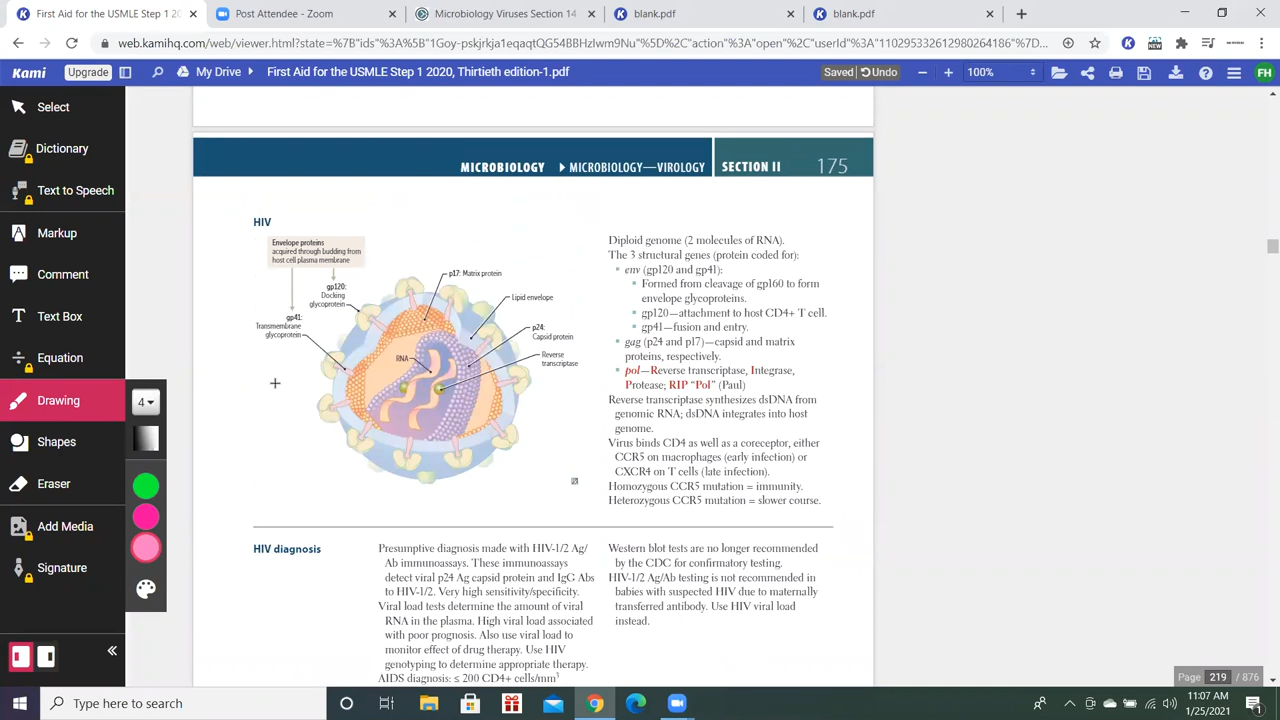 First Aid for the USMLE Step 1 20
Post Attendee - Zoom
Microbiology Viruses Section 14
blank.pdf
blank.pdf
web.kamihq.com/web/viewer.html?state=%7B"ids"%3A%5B"1
Kami
Upgrade
My Drive
First Aid for the USMLE Step 1 2020, Thirtieth edition-1.pdf
Saved
Undo
100%
FH
Select
Dictionary
Text to Speech
Markup
Comment
Text Box
Equation
Drawing
Shapes
Eraser
Add Media
Signature
4
MICROBIOLOGY
MICROBIOLOGY—VIROLOGY
SECTION II
175
HIV
Envelope proteins
acquired through budding from
host cell plasma membrane
gp120:
Docking
glycoprotein
gp41:
Transmembrane
glycoprotein
p17: Matrix protein
Lipid envelope
p24:
Capsid protein
Reverse
transcriptase
RNA
Diploid genome (2 molecules of RNA).
The 3 structural genes (protein coded for):
env (gp120 and gp41):
Formed from cleavage of gp160 to form
envelope glycoproteins.
gp120—attachment to host CD4+ T cell.
gp41—fusion and entry.
gag (p24 and p17)—capsid and matrix
proteins, respectively.
pol—Reverse transcriptase, Integrase,
Protease; RIP “Pol” (Paul)
Reverse transcriptase synthesizes dsDNA from
genomic RNA; dsDNA integrates into host
genome.
Virus binds CD4 as well as a coreceptor, either
CCR5 on macrophages (early infection) or
CXCR4 on T cells (late infection).
Homozygous CCR5 mutation = immunity.
Heterozygous CCR5 mutation = slower course.
HIV diagnosis
Presumptive diagnosis made with HIV-1/2 Ag/
Ab immunoassays. These immunoassays
detect viral p24 Ag capsid protein and IgG Abs
to HIV-1/2. Very high sensitivity/specificity.
Viral load tests determine the amount of viral
RNA in the plasma. High viral load associated
with poor prognosis. Also use viral load to
monitor effect of drug therapy. Use HIV
genotyping to determine appropriate therapy.
AIDS diagnosis: ≤ 200 CD4+ cells/mm³
Western blot tests are no longer recommended
by the CDC for confirmatory testing.
HIV-1/2 Ag/Ab testing is not recommended in
babies with suspected HIV due to maternally
transferred antibody. Use HIV viral load
instead.
Page 219 / 876
Type here to search
11:07 AM
1/25/2021